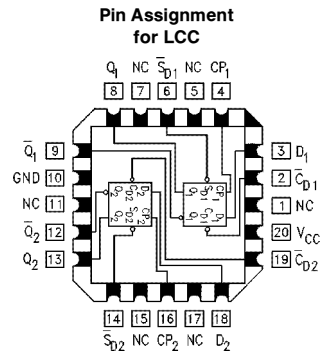 Pin Assignment
for LCC
Q1 NC S̅D1 NC CP1
8 7 6 5 4
Q̅1 9
GND 10
NC 11
Q̅2 12
Q2 13
3 D1
2 C̅D1
1 NC
20 VCC
19 C̅D2
14 15 16 17 18
S̅D2 NC CP2 NC D2